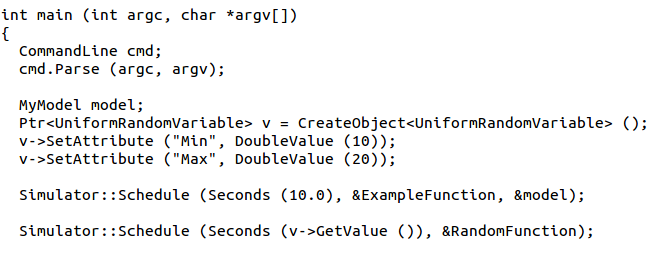 int main (int argc, char *argv[])
{
  CommandLine cmd;
  cmd.Parse (argc, argv);

  MyModel model;
  Ptr<UniformRandomVariable> v = CreateObject<UniformRandomVariable> ();
  v->SetAttribute ("Min", DoubleValue (10));
  v->SetAttribute ("Max", DoubleValue (20));

  Simulator::Schedule (Seconds (10.0), &ExampleFunction, &model);

  Simulator::Schedule (Seconds (v->GetValue ()), &RandomFunction);